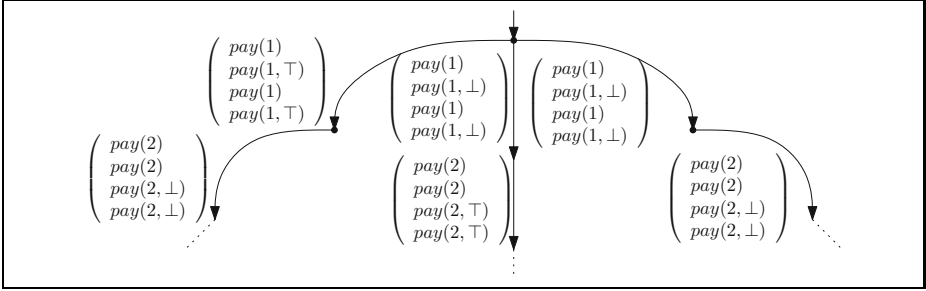 pay(1)
pay(1, ⊤)
pay(1)
pay(1, ⊤)
pay(1)
pay(1, ⊥)
pay(1)
pay(1, ⊥)
pay(1)
pay(1, ⊥)
pay(1)
pay(1, ⊥)
pay(2)
pay(2)
pay(2, ⊥)
pay(2, ⊥)
pay(2)
pay(2)
pay(2, ⊤)
pay(2, ⊤)
pay(2)
pay(2)
pay(2, ⊥)
pay(2, ⊥)